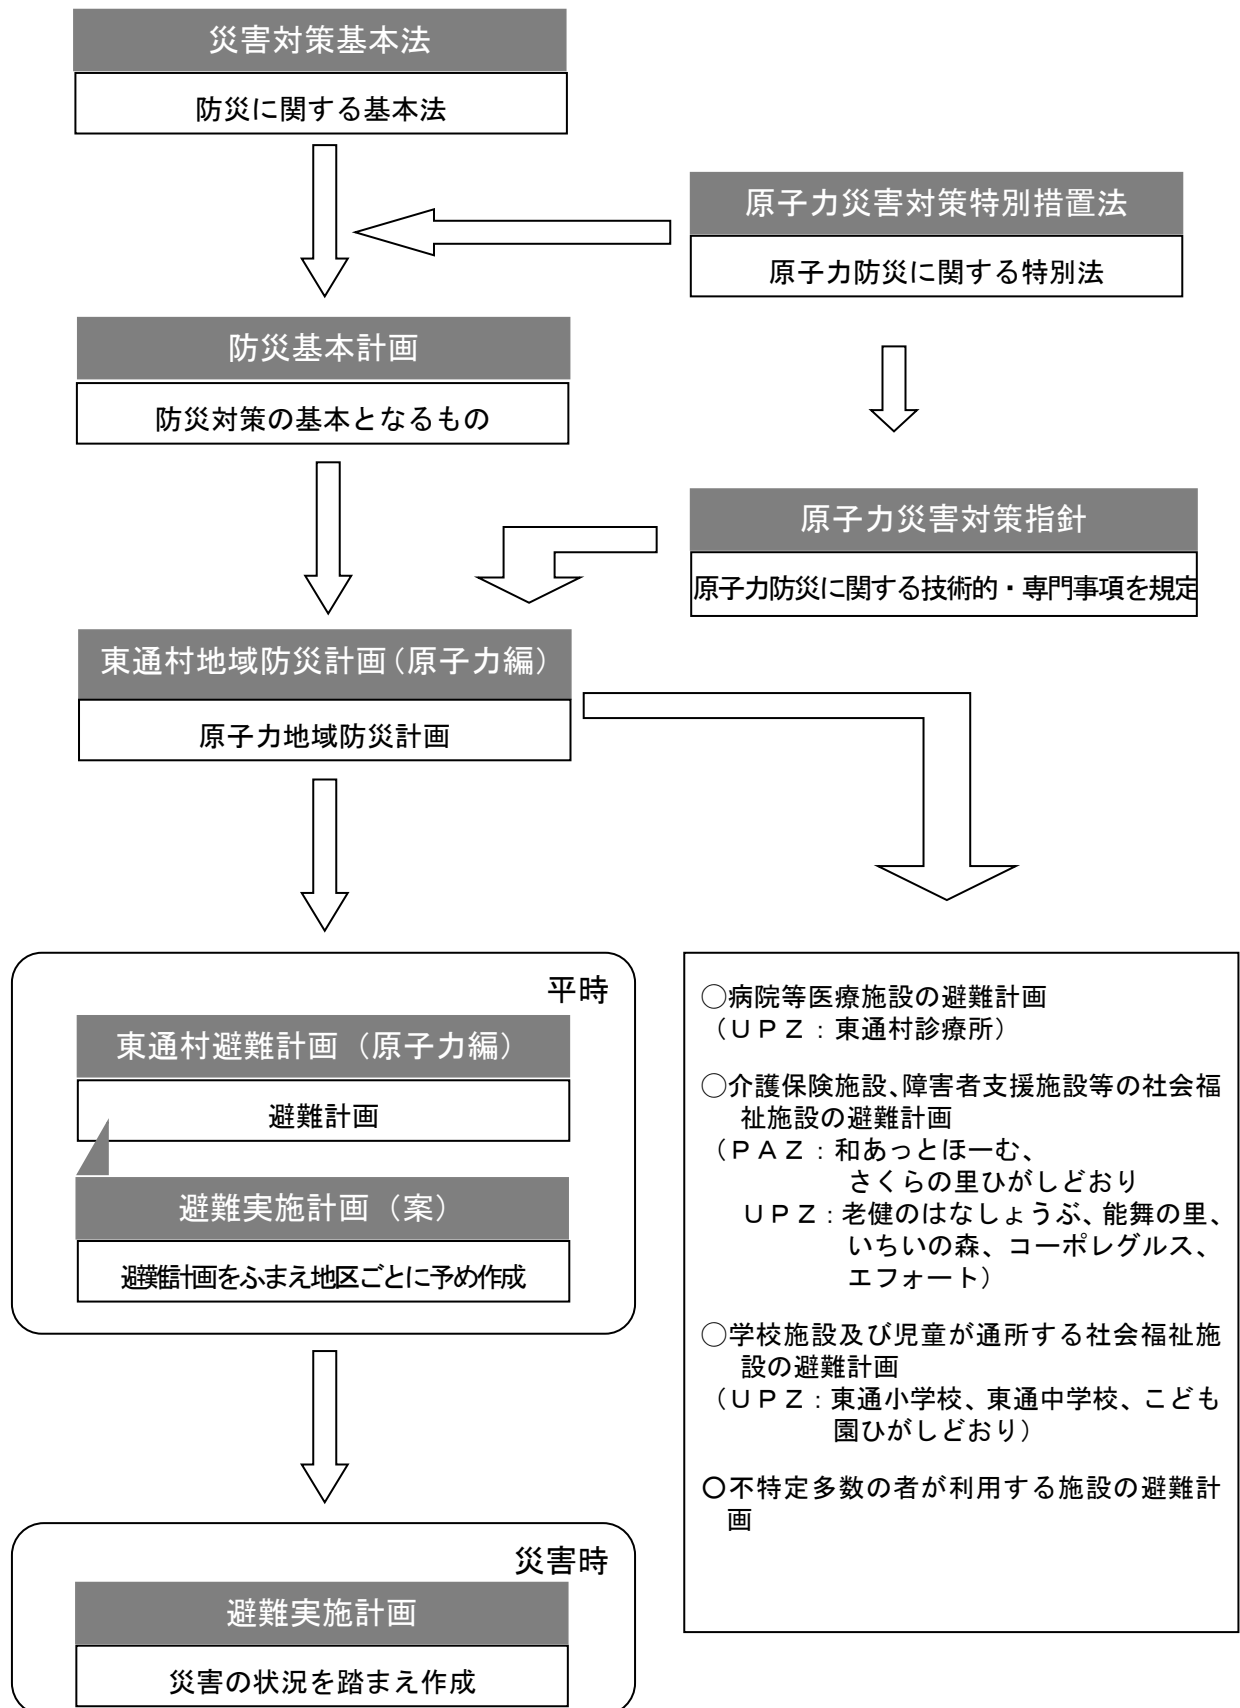 災害対策基本法
防災に関する基本法
原子力災害対策特別措置法
原子力防災に関する特別法
防災基本計画
防災対策の基本となるもの
原子力災害対策指針
原子力防災に関する技術的・専門事項を規定
東通村地域防災計画（原子力編）
原子力地域防災計画
平時
東通村避難計画（原子力編）
避難計画
避難実施計画（案）
避難計画をふまえ地区ごとに予め作成
災害時
避難実施計画
災害の状況を踏まえ作成
○病院等医療施設の避難計画
（ＵＰＺ：東通村診療所）
○介護保険施設、障害者支援施設等の社会福
祉施設の避難計画
（ＰＡＺ：和あっとほーむ、
さくらの里ひがしどおり
ＵＰＺ：老健のはなしょうぶ、能舞の里、
いちいの森、コーポレグルス、
エフォート）
○学校施設及び児童が通所する社会福祉施
設の避難計画
（ＵＰＺ：東通小学校、東通中学校、こども
園ひがしどおり）
〇不特定多数の者が利用する施設の避難計
画